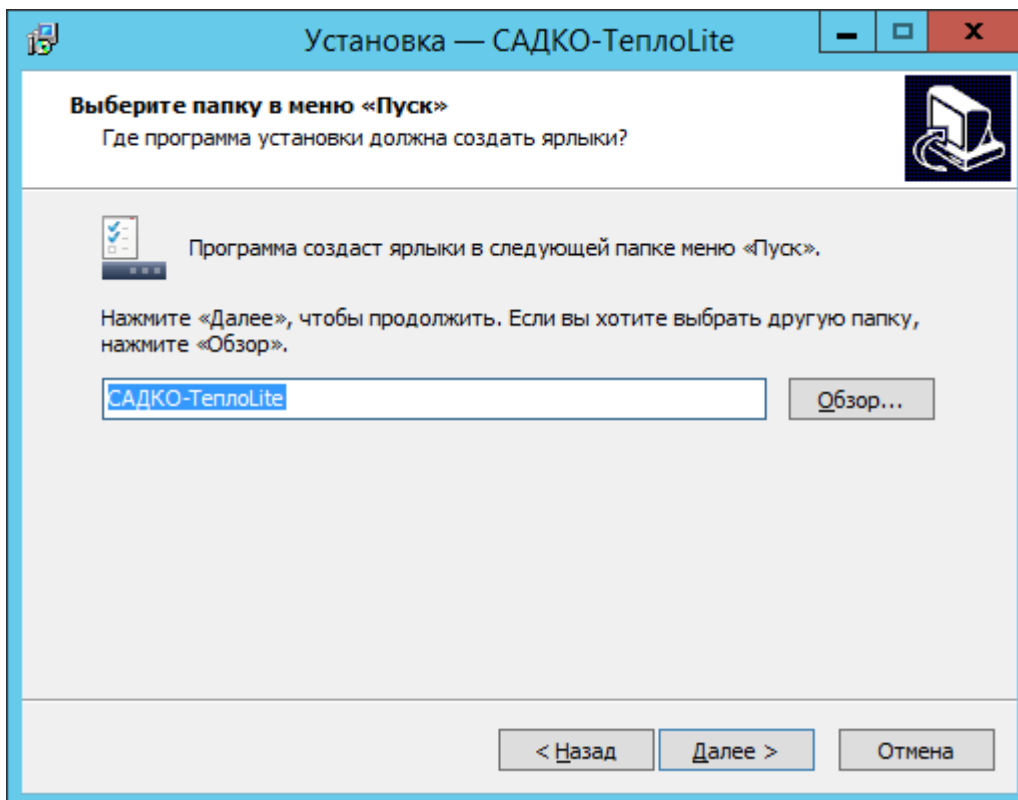 Установка — САДКО-ТеплоLite
Выберите папку в меню «Пуск»
Где программа установки должна создать ярлыки?
Программа создаст ярлыки в следующей папке меню «Пуск».
Нажмите «Далее», чтобы продолжить. Если вы хотите выбрать другую папку,
нажмите «Обзор».
САДКО-ТеплоLite
Обзор...
< Назад
Далее >
Отмена